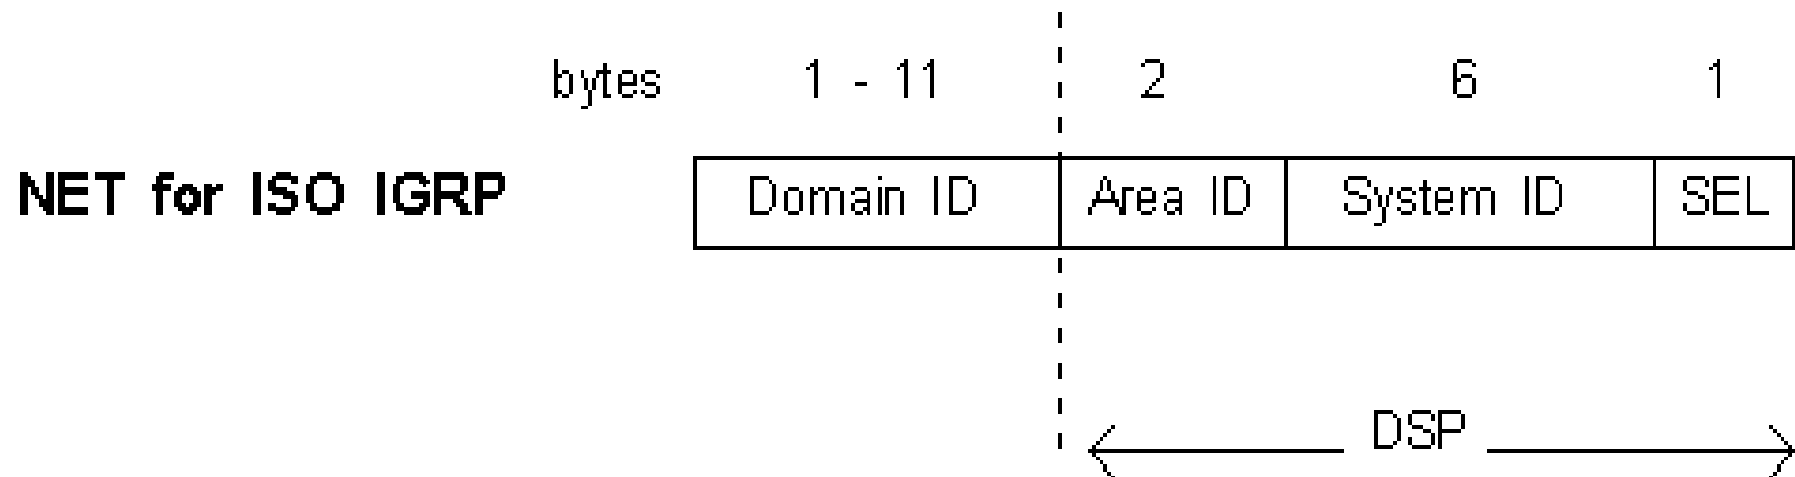 bytes 1 - 11 2 6 1
NET for ISO IGRP Domain ID Area ID System ID SEL
DSP